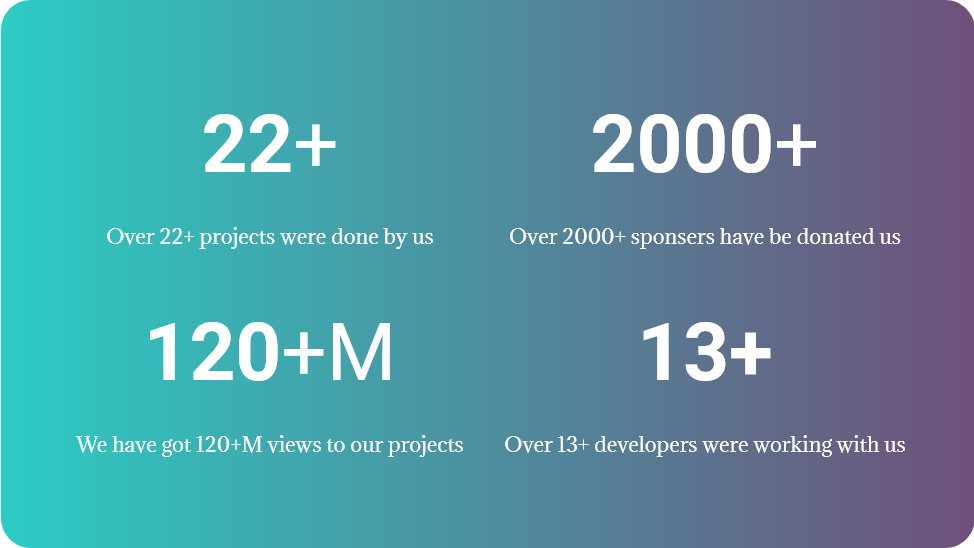 22+
2000+
Over 22+ projects were done by us
Over 2000+ sponsers have be donated us
120+M
13+
We have got 120+M views to our projects
Over 13+ developers were working with us